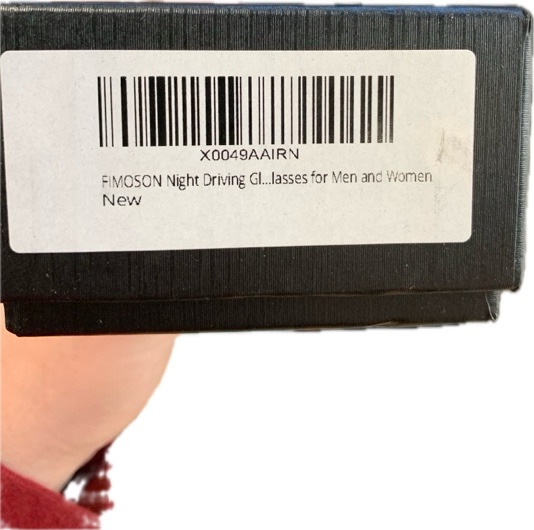 X0049AAIRN
FIMOSON Night Driving Gl...lasses for Men and Women
New